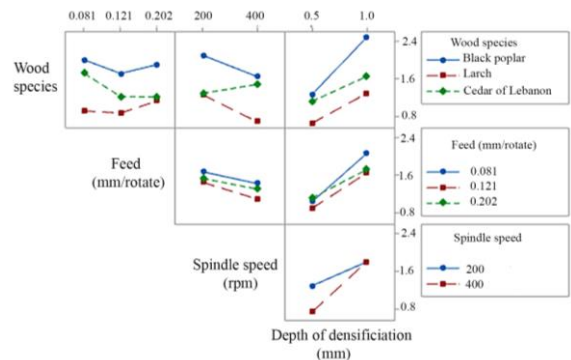 0.081 0.121 0.202 200 400 0.5 1.0
Wood
species
2.4
1.6
0.8
Wood species
Black poplar
Larch
Cedar of Lebanon
Feed
(mm/rotate)
2.4
1.6
0.8
Feed (mm/rotate)
0.081
0.121
0.202
Spindle speed
(rpm)
2.4
1.6
0.8
Spindle speed
200
400
Depth of densificiation
(mm)